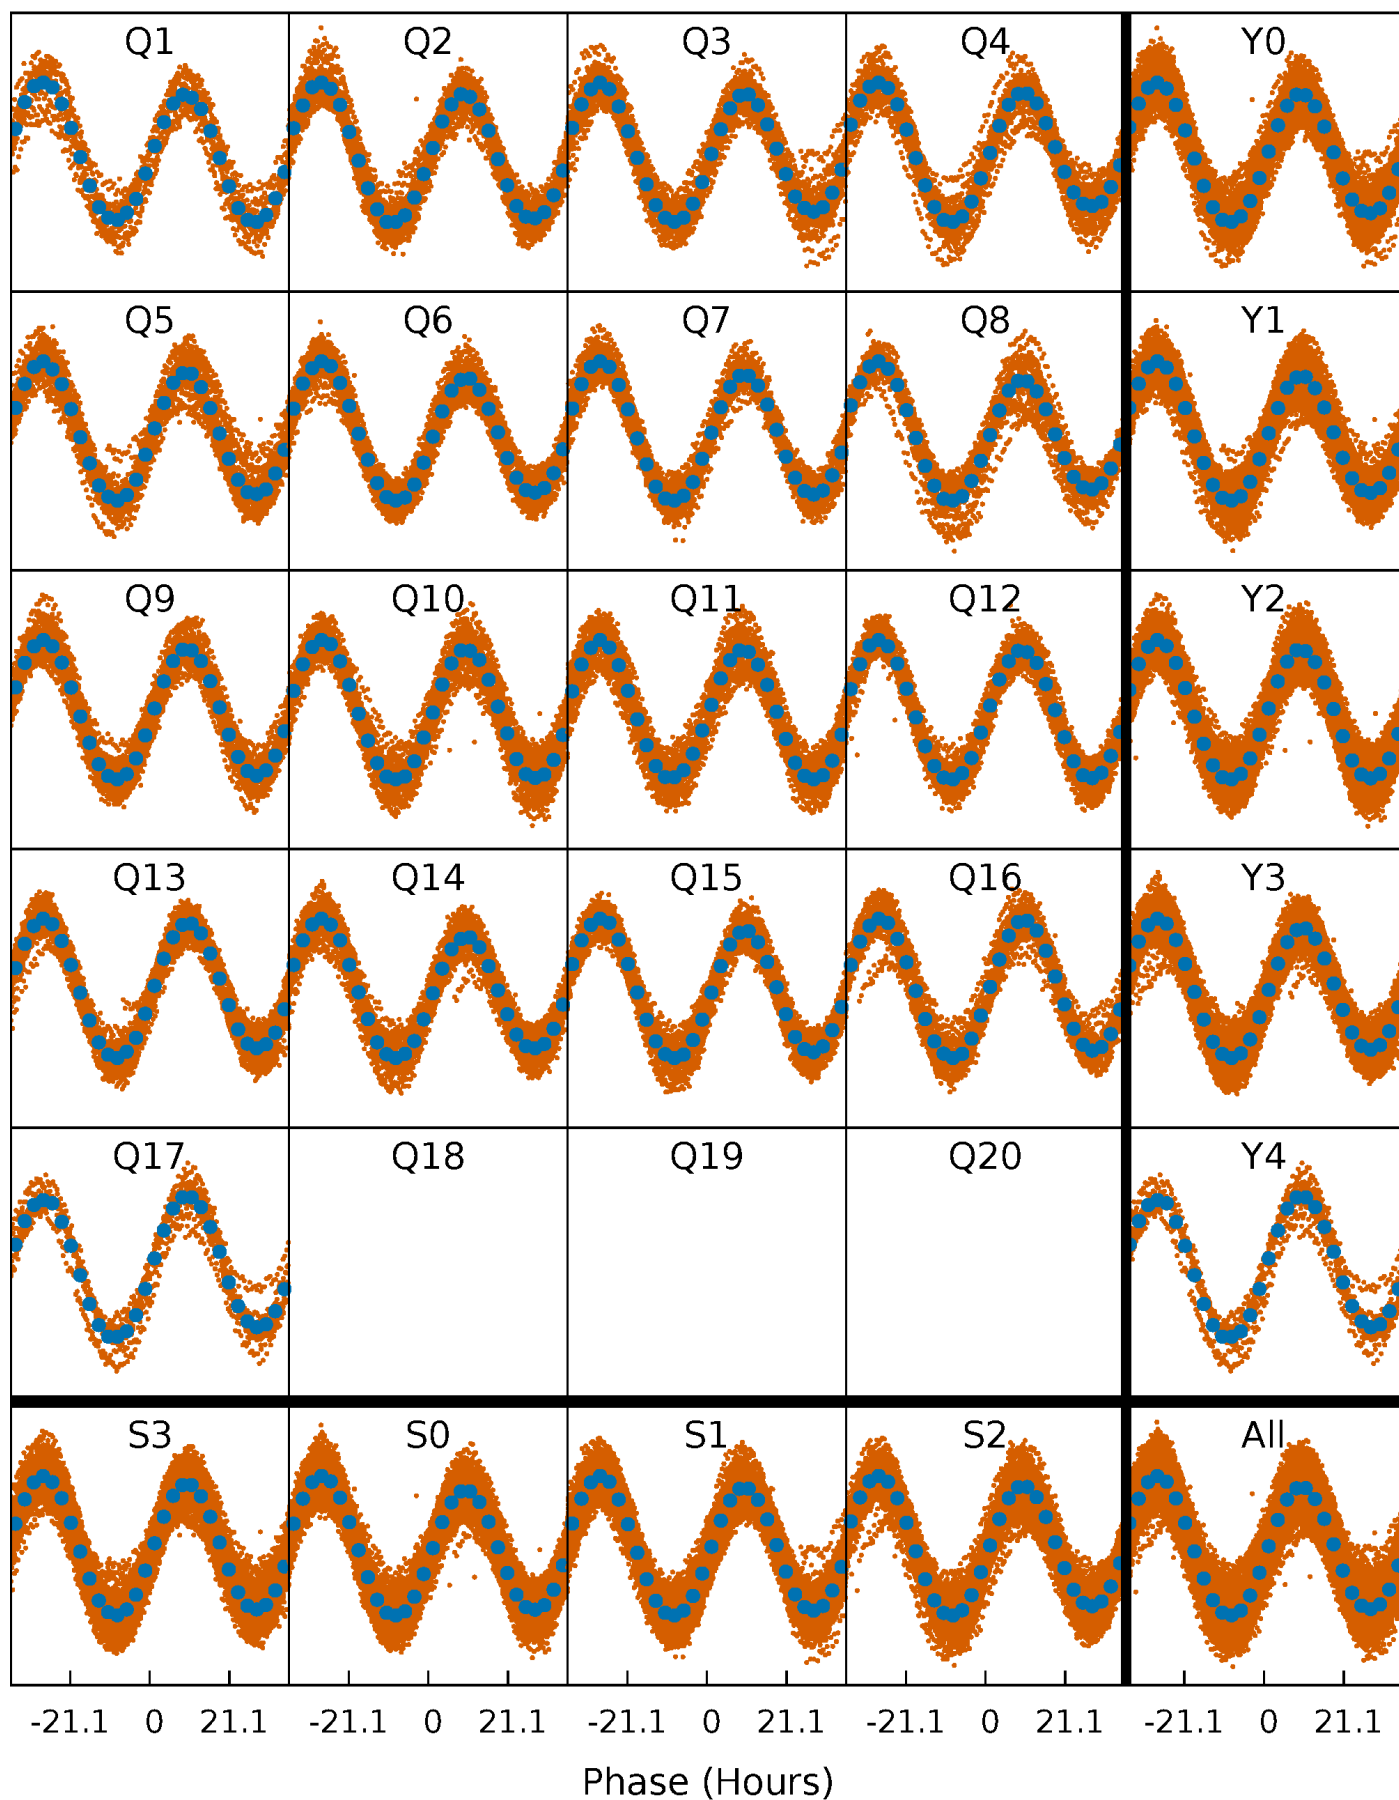 Q1 Q2 Q3 Q4 Y0
Q5 Q6 Q7 Q8 Y1
Q9 Q10 Q11 Q12 Y2
Q13 Q14 Q15 Q16 Y3
Q17 Q18 Q19 Q20 Y4
S3 S0 S1 S2 All
-21.1 0 21.1 -21.1 0 21.1 -21.1 0 21.1 -21.1 0 21.1 -21.1 0 21.1
Phase (Hours)